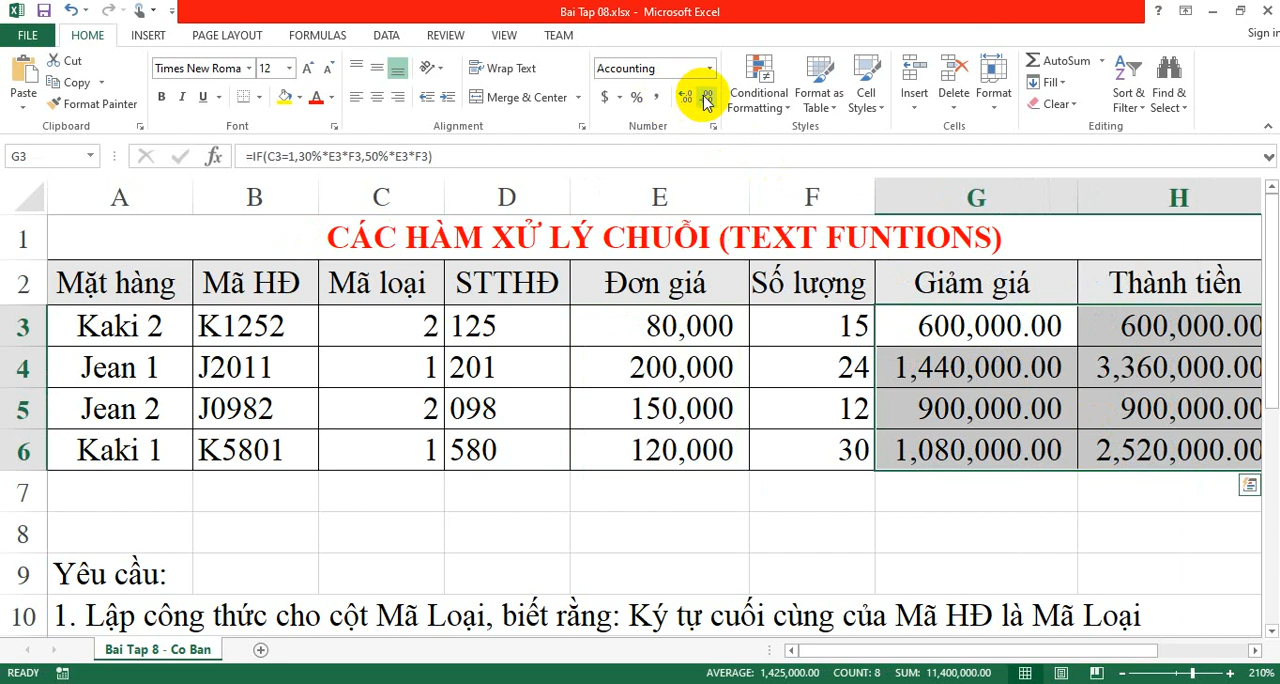 Bai Tap 08.xlsx - Microsoft Excel
?
FILE HOME INSERT PAGE LAYOUT FORMULAS DATA REVIEW VIEW TEAM Sign in
Paste
Cut
Copy
Format Painter
Clipboard
Times New Roma 12 A A
B I U A
Font
Wrap Text
Merge & Center
Alignment
Accounting
$ % ,
Number
Conditional Formatting
Format as Table
Cell Styles
Styles
Insert
Delete
Format
Cells
AutoSum
Fill
Clear
Sort & Filter
Find & Select
Editing
G3 fx =IF(C3=1,30%*E3*F3,50%*E3*F3)
A B C D E F G H
1 CÁC HÀM XỬ LÝ CHUỖI (TEXT FUNTIONS)
2 Mặt hàng Mã HĐ Mã loại STTHĐ Đơn giá Số lượng Giảm giá Thành tiền
3 Kaki 2 K1252 2 125 80,000 15 600,000.00 600,000.00
4 Jean 1 J2011 1 201 200,000 24 1,440,000.00 3,360,000.00
5 Jean 2 J0982 2 098 150,000 12 900,000.00 900,000.00
6 Kaki 1 K5801 1 580 120,000 30 1,080,000.00 2,520,000.00
7
8
9 Yêu cầu:
10 1. Lập công thức cho cột Mã Loại, biết rằng: Ký tự cuối cùng của Mã HĐ là Mã Loại
Bai Tap 8 - Co Ban
READY AVERAGE: 1,425,000.00 COUNT: 8 SUM: 11,400,000.00 210%